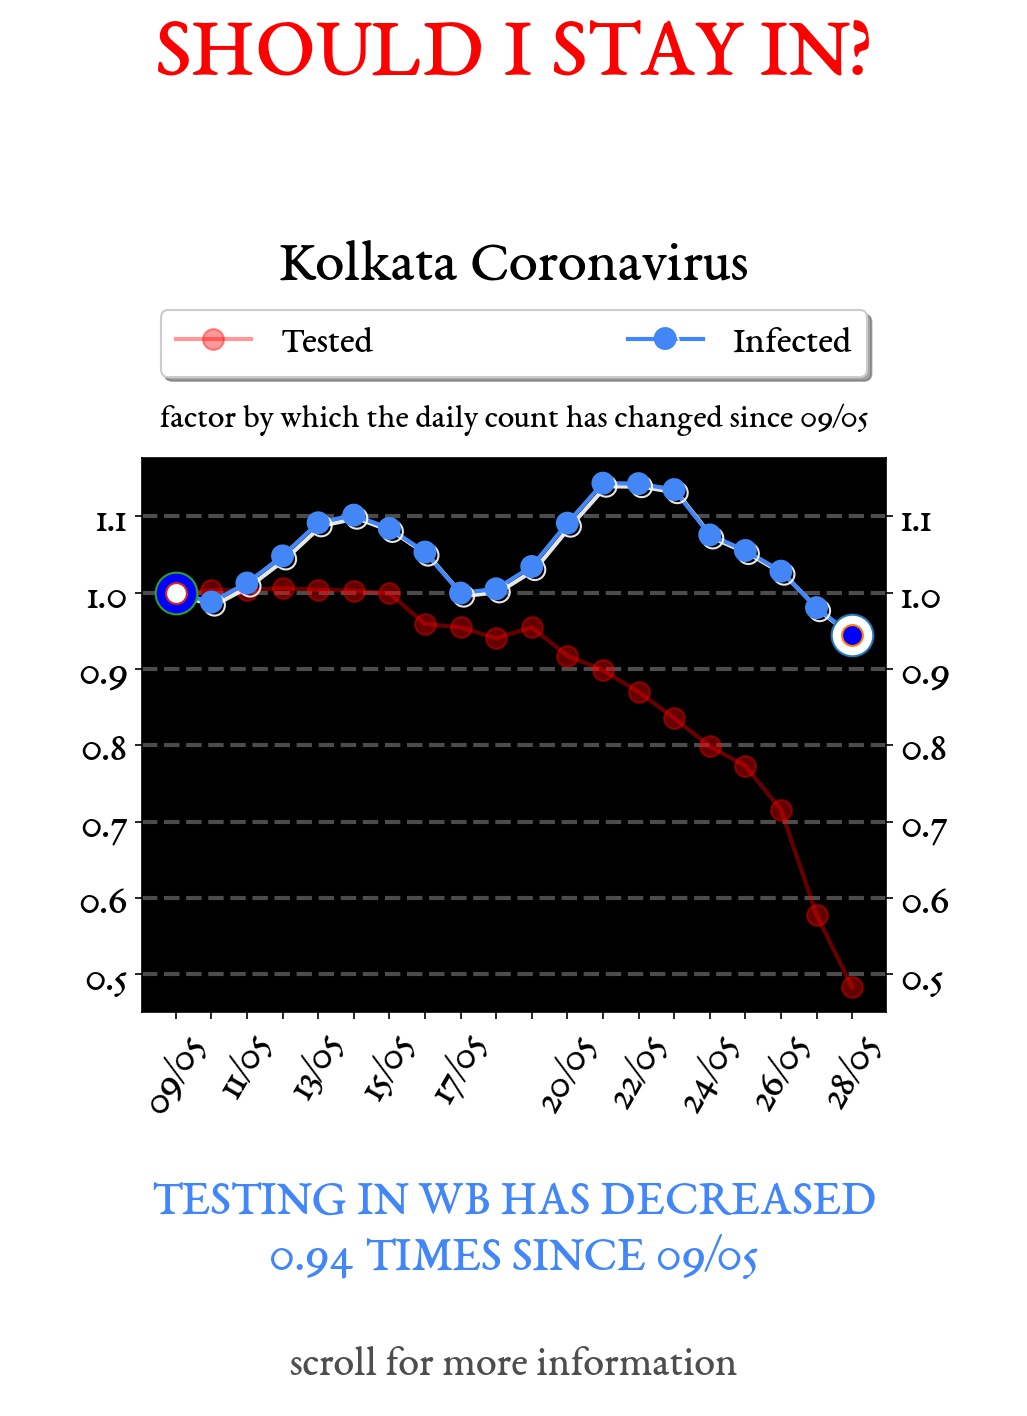 SHOULD I STAY IN?
Kolkata Coronavirus
Tested Infected
factor by which the daily count has changed since 09/05
1.1 1.1
1.0 1.0
0.9 0.9
0.8 0.8
0.7 0.7
0.6 0.6
0.5 0.5
09/05 11/05 13/05 15/05 17/05 20/05 22/05 24/05 26/05 28/05
TESTING IN WB HAS DECREASED
0.94 TIMES SINCE 09/05
scroll for more information